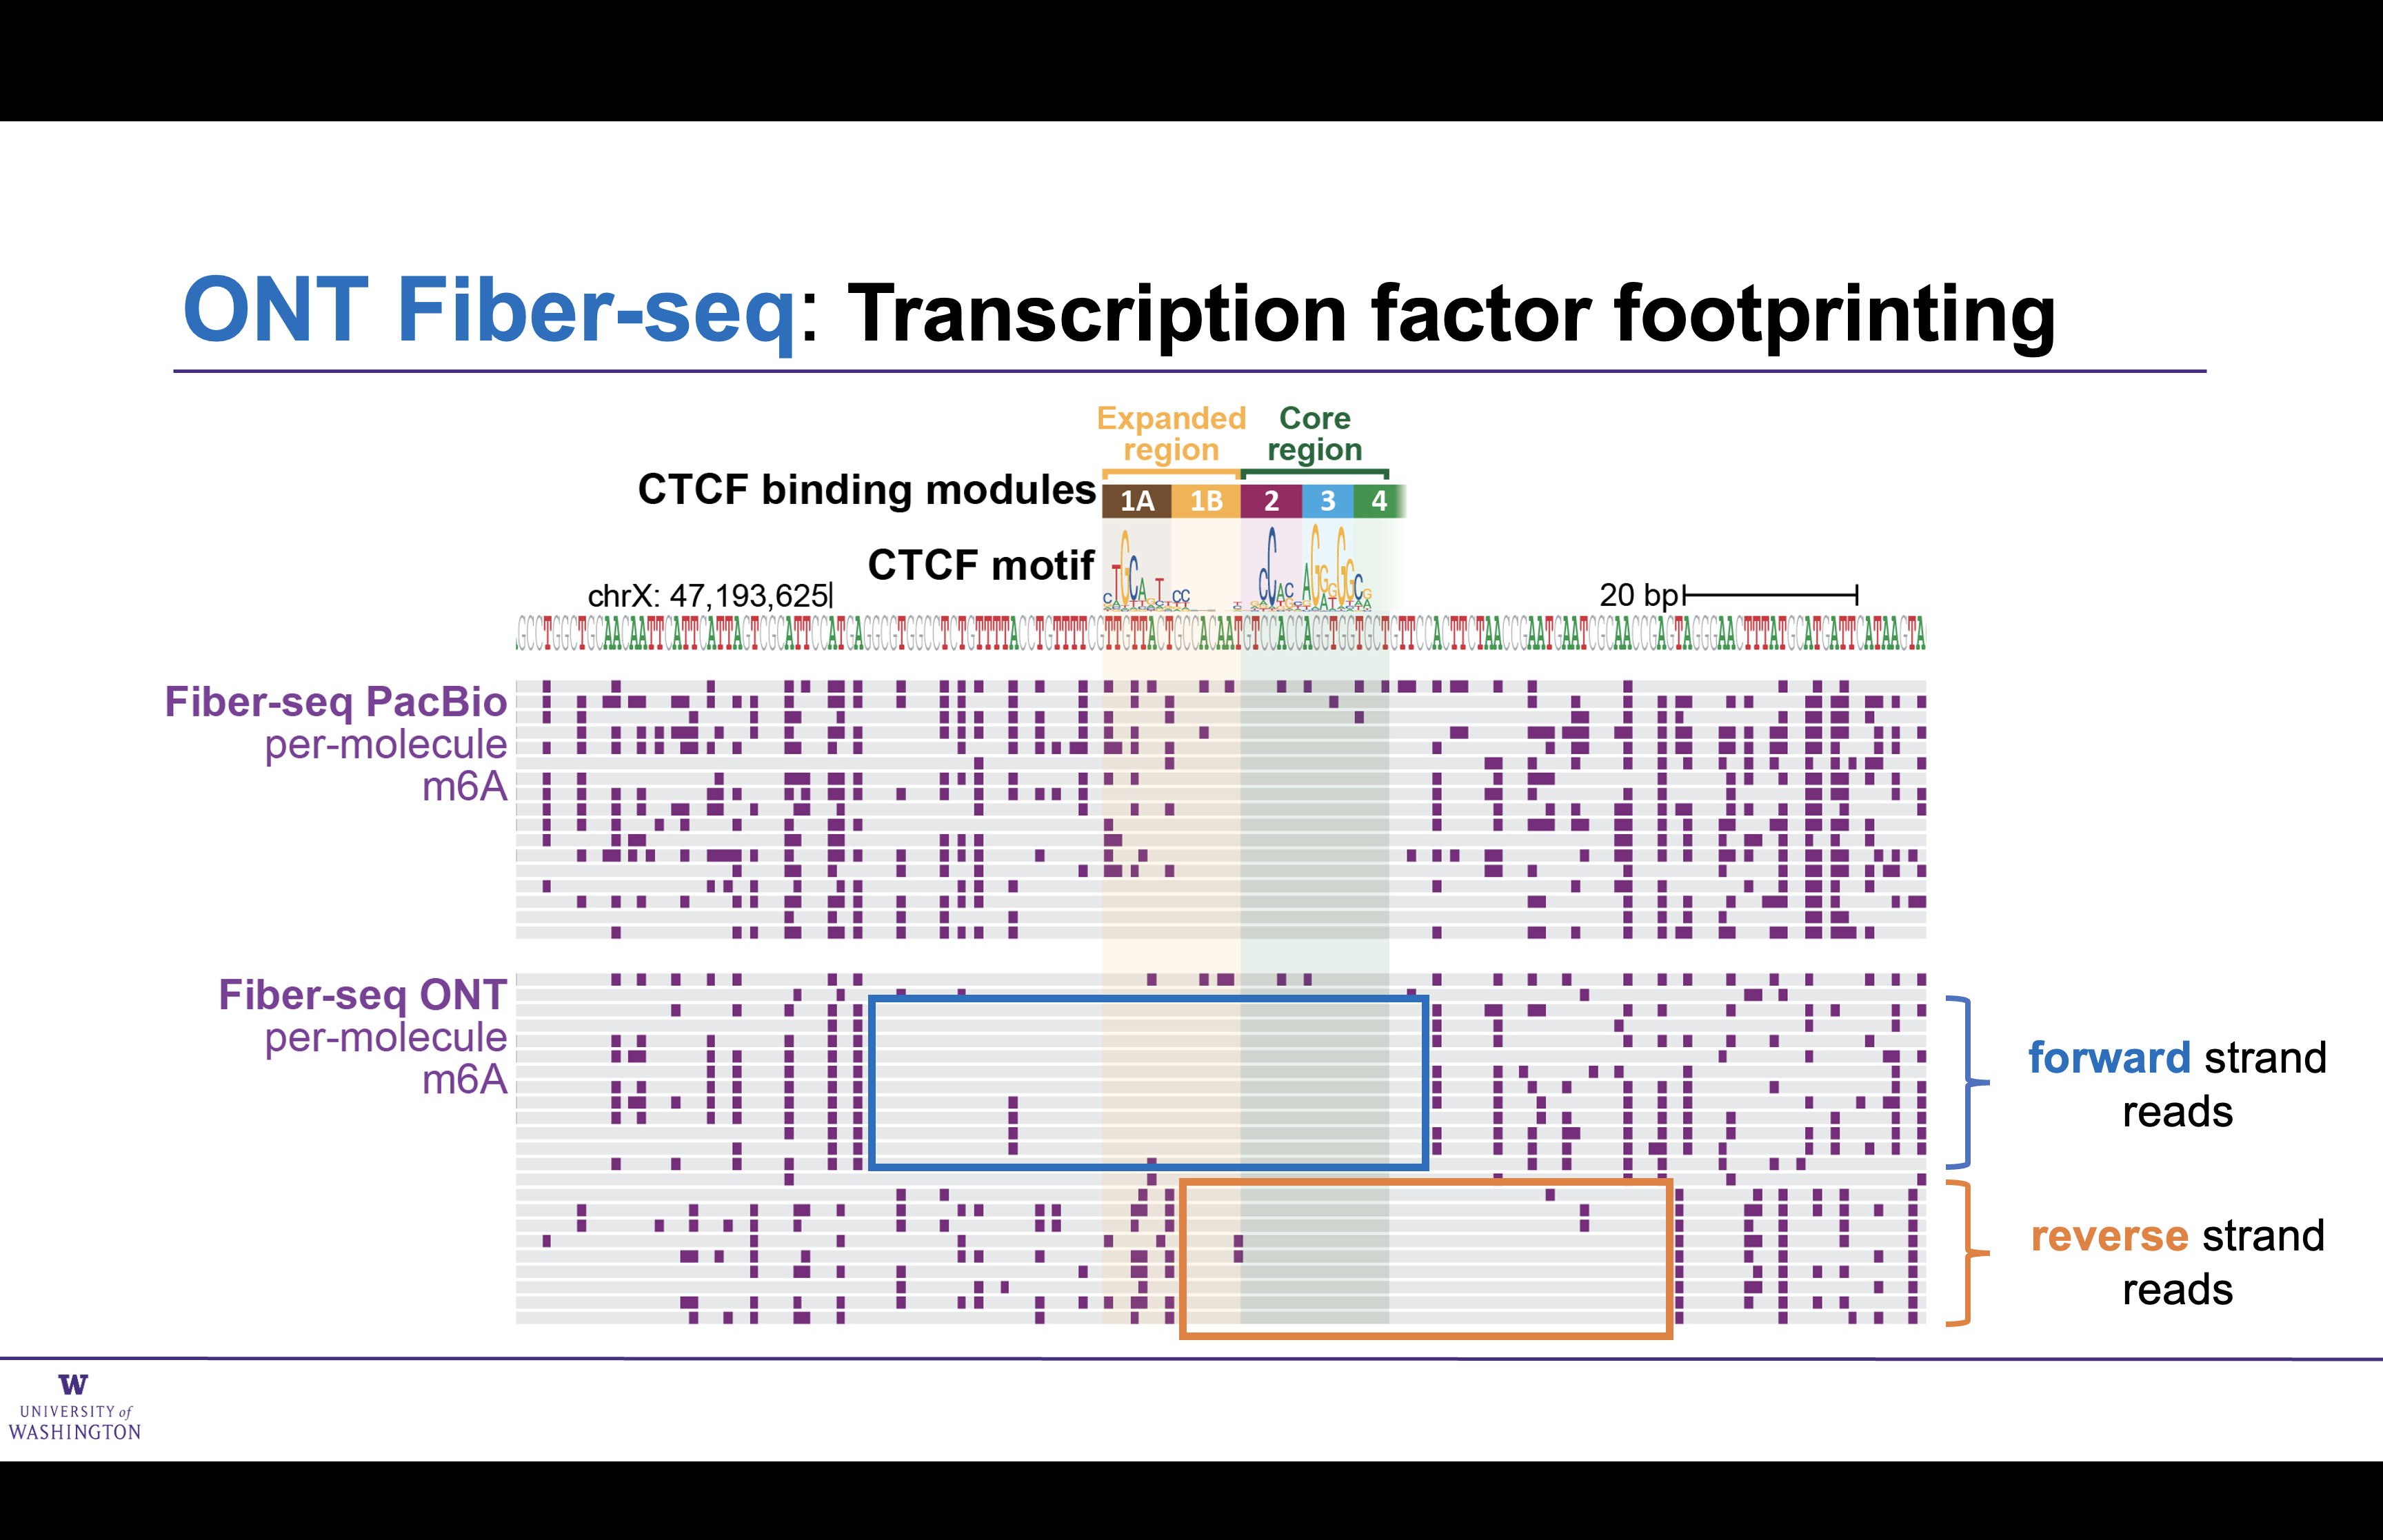 ONT Fiber-seq: Transcription factor footprinting
Expanded region
Core region
CTCF binding modules
1A 1B 2 3 4
CTCF motif
chrX: 47,193,625
20 bp
Fiber-seq PacBio
per-molecule
m6A
Fiber-seq ONT
per-molecule
m6A
forward strand
reads
reverse strand
reads
W
UNIVERSITY of
WASHINGTON